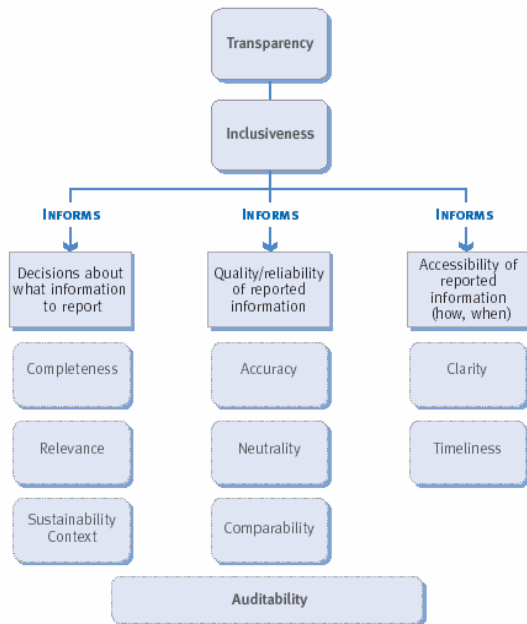 Transparency
Inclusiveness
INFORMS
INFORMS
INFORMS
Decisions about
what information
to report
Quality/reliability
of reported
information
Accessibility of
reported
information
(how, when)
Completeness
Accuracy
Clarity
Relevance
Neutrality
Timeliness
Sustainability
Context
Comparability
Auditability